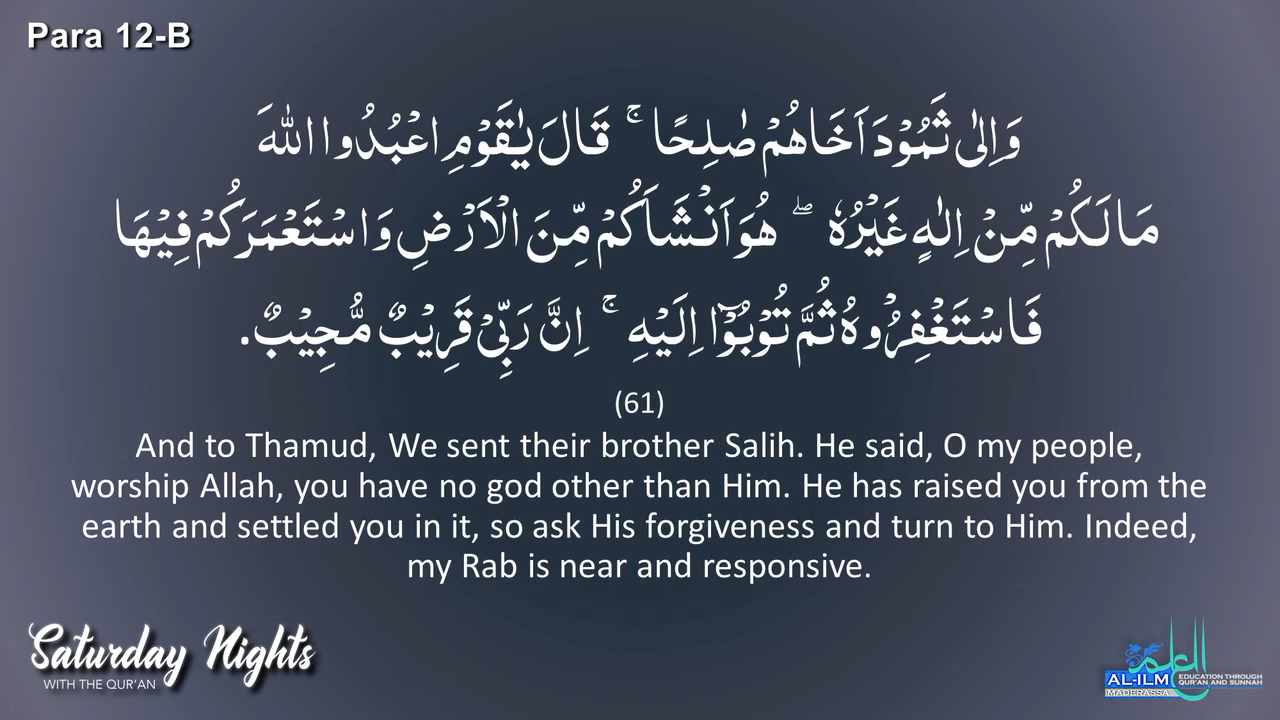 Para 12-B
وَاِلٰى ثَمُوْدَ اَخَاهُمْ صٰلِحًا ۚ قَالَ يٰقَوْمِ اعْبُدُوا اللّٰهَ
مَا لَكُمْ مِّنْ اِلٰهٍ غَيْرُهٗ ۖ هُوَ اَنْشَاَكُمْ مِّنَ الْاَرْضِ وَاسْتَعْمَرَكُمْ فِيْهَا
فَاسْتَغْفِرُوْهُ ثُمَّ تُوْبُوْٓا اِلَيْهِ ۚ اِنَّ رَبِّىْ قَرِيْبٌ مُّجِيْبٌ.
(61)
And to Thamud, We sent their brother Salih. He said, O my people,
worship Allah, you have no god other than Him. He has raised you from the
earth and settled you in it, so ask His forgiveness and turn to Him. Indeed,
my Rab is near and responsive.
Saturday Nights
WITH THE QUR'AN
العلم
AL-ILM
MADERASSA
EDUCATION THROUGH
QUR'AN AND SUNNAH